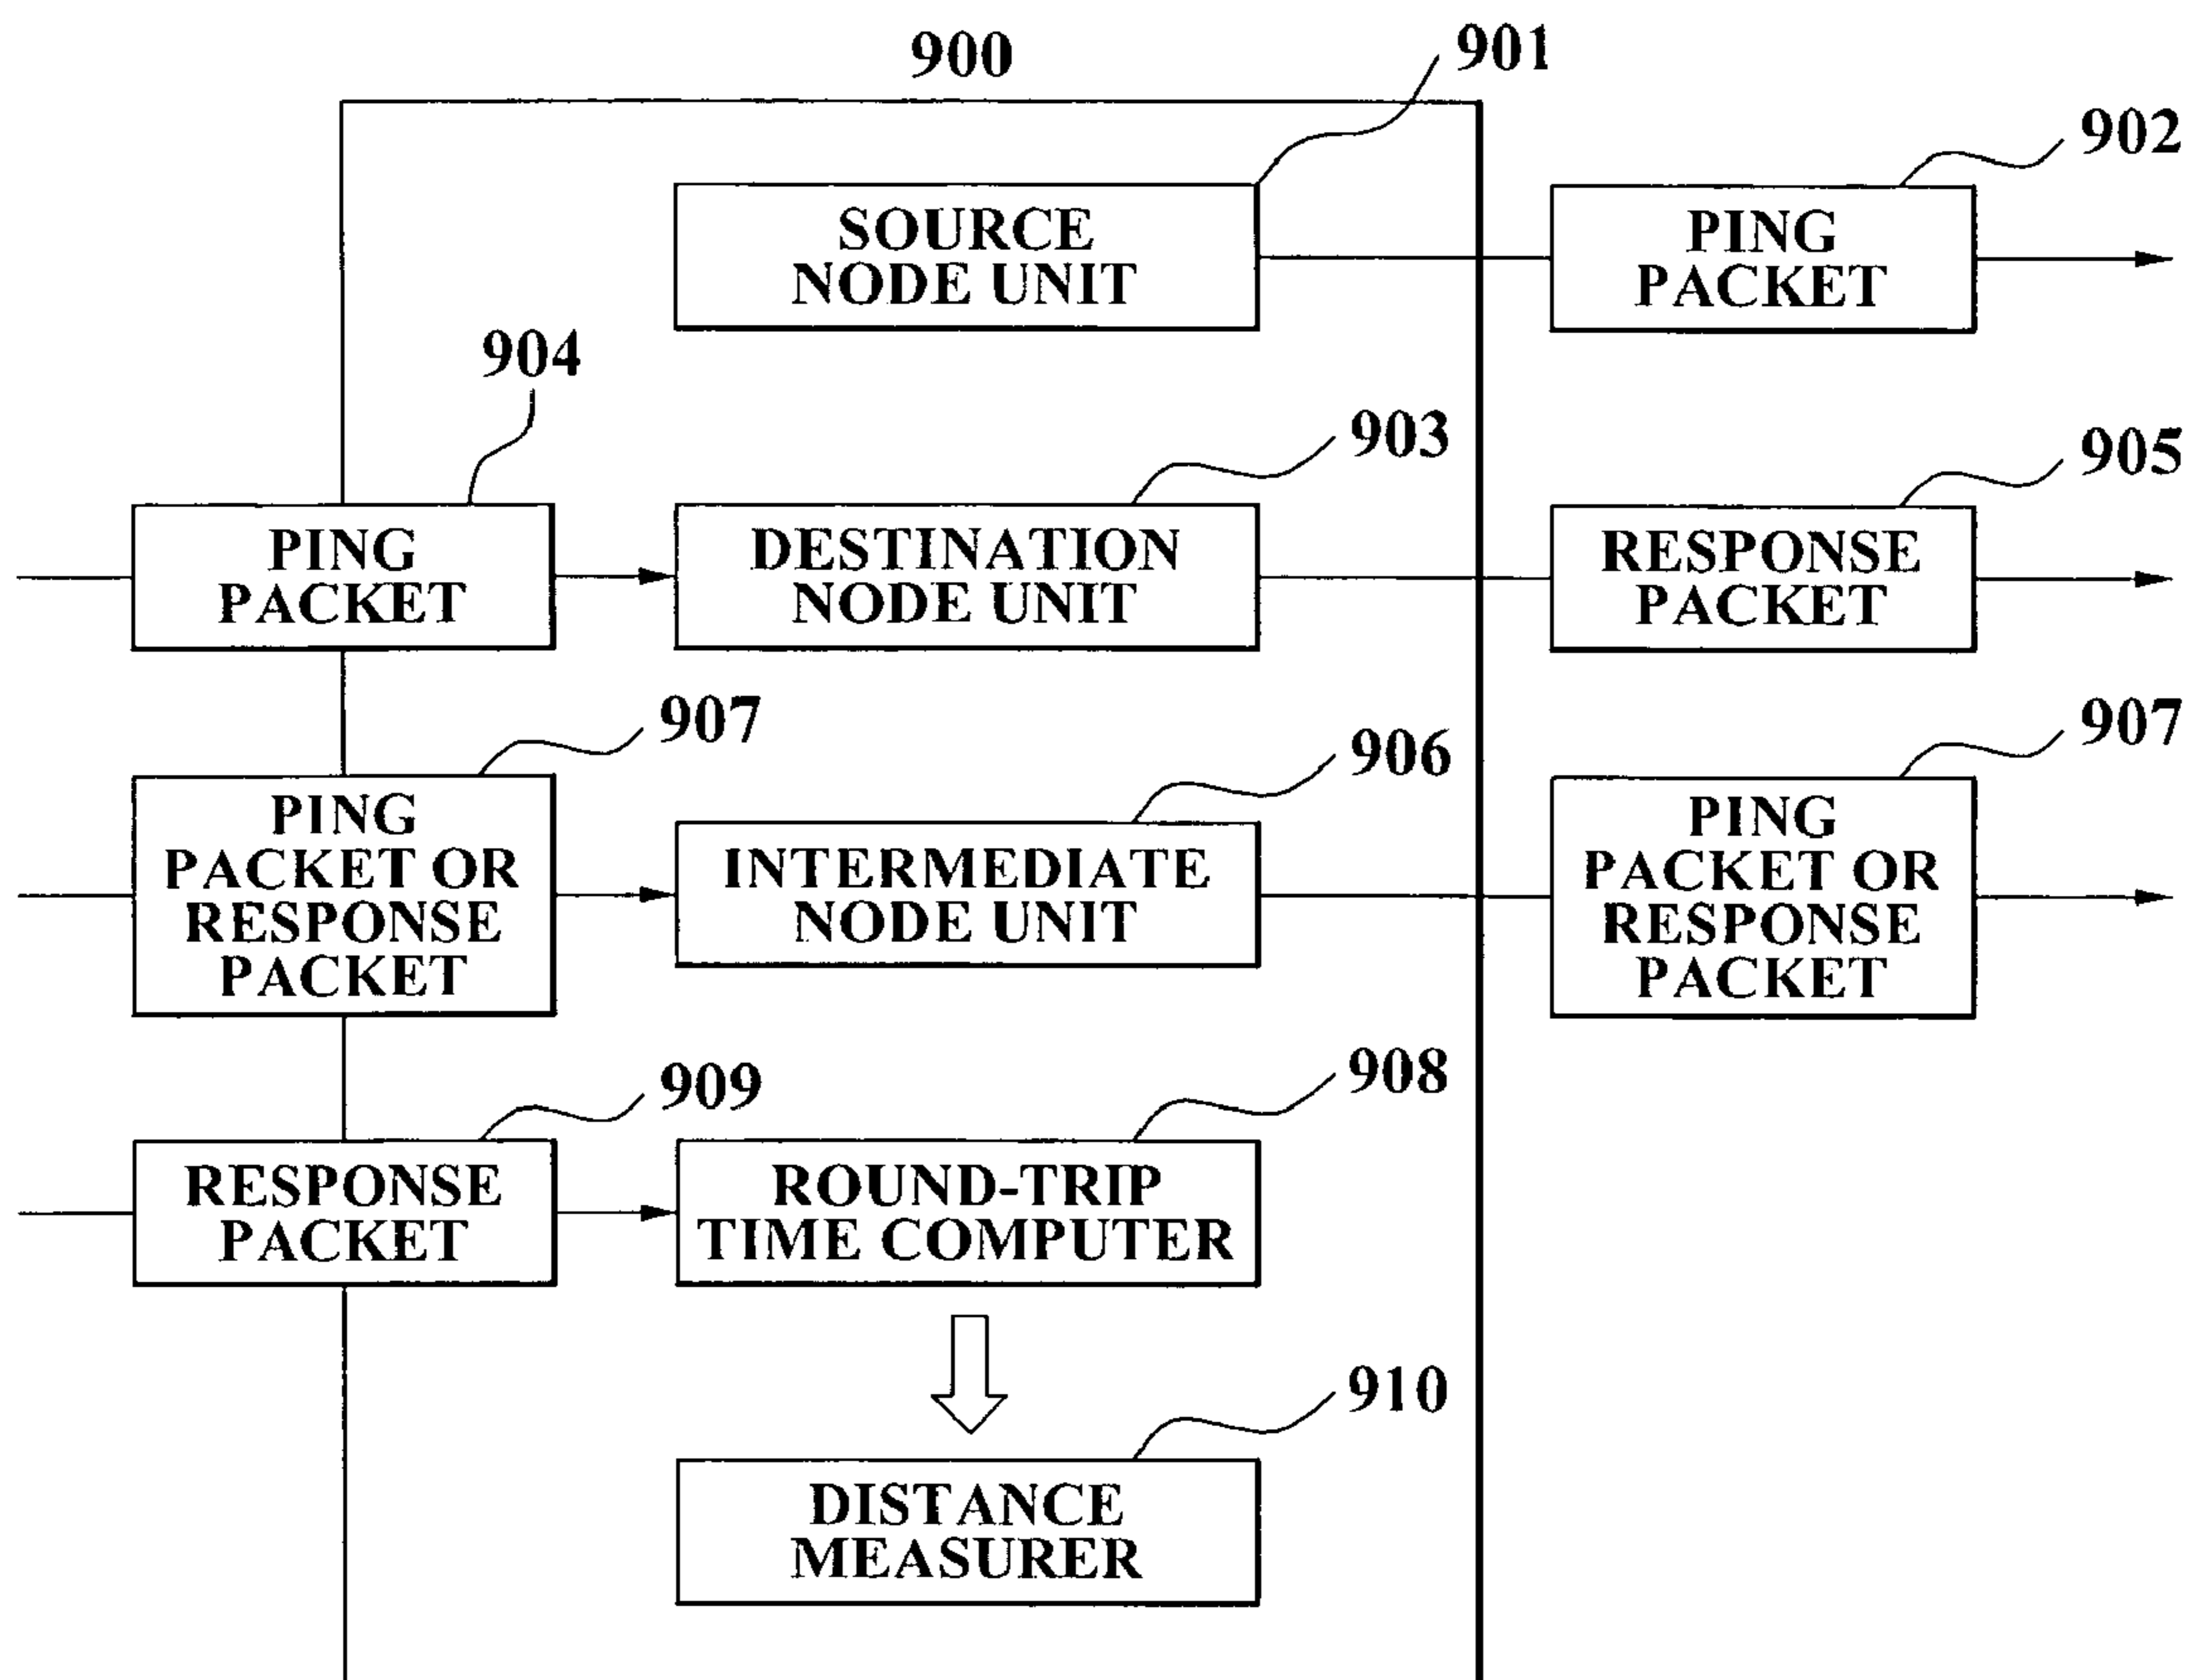 900
901
902
SOURCE
NODE UNIT
PING
PACKET
904
903
905
PING
PACKET
DESTINATION
NODE UNIT
RESPONSE
PACKET
907
906
907
PING
PACKET OR
RESPONSE
PACKET
INTERMEDIATE
NODE UNIT
PING
PACKET OR
RESPONSE
PACKET
909
908
RESPONSE
PACKET
ROUND-TRIP
TIME COMPUTER
910
DISTANCE
MEASURER